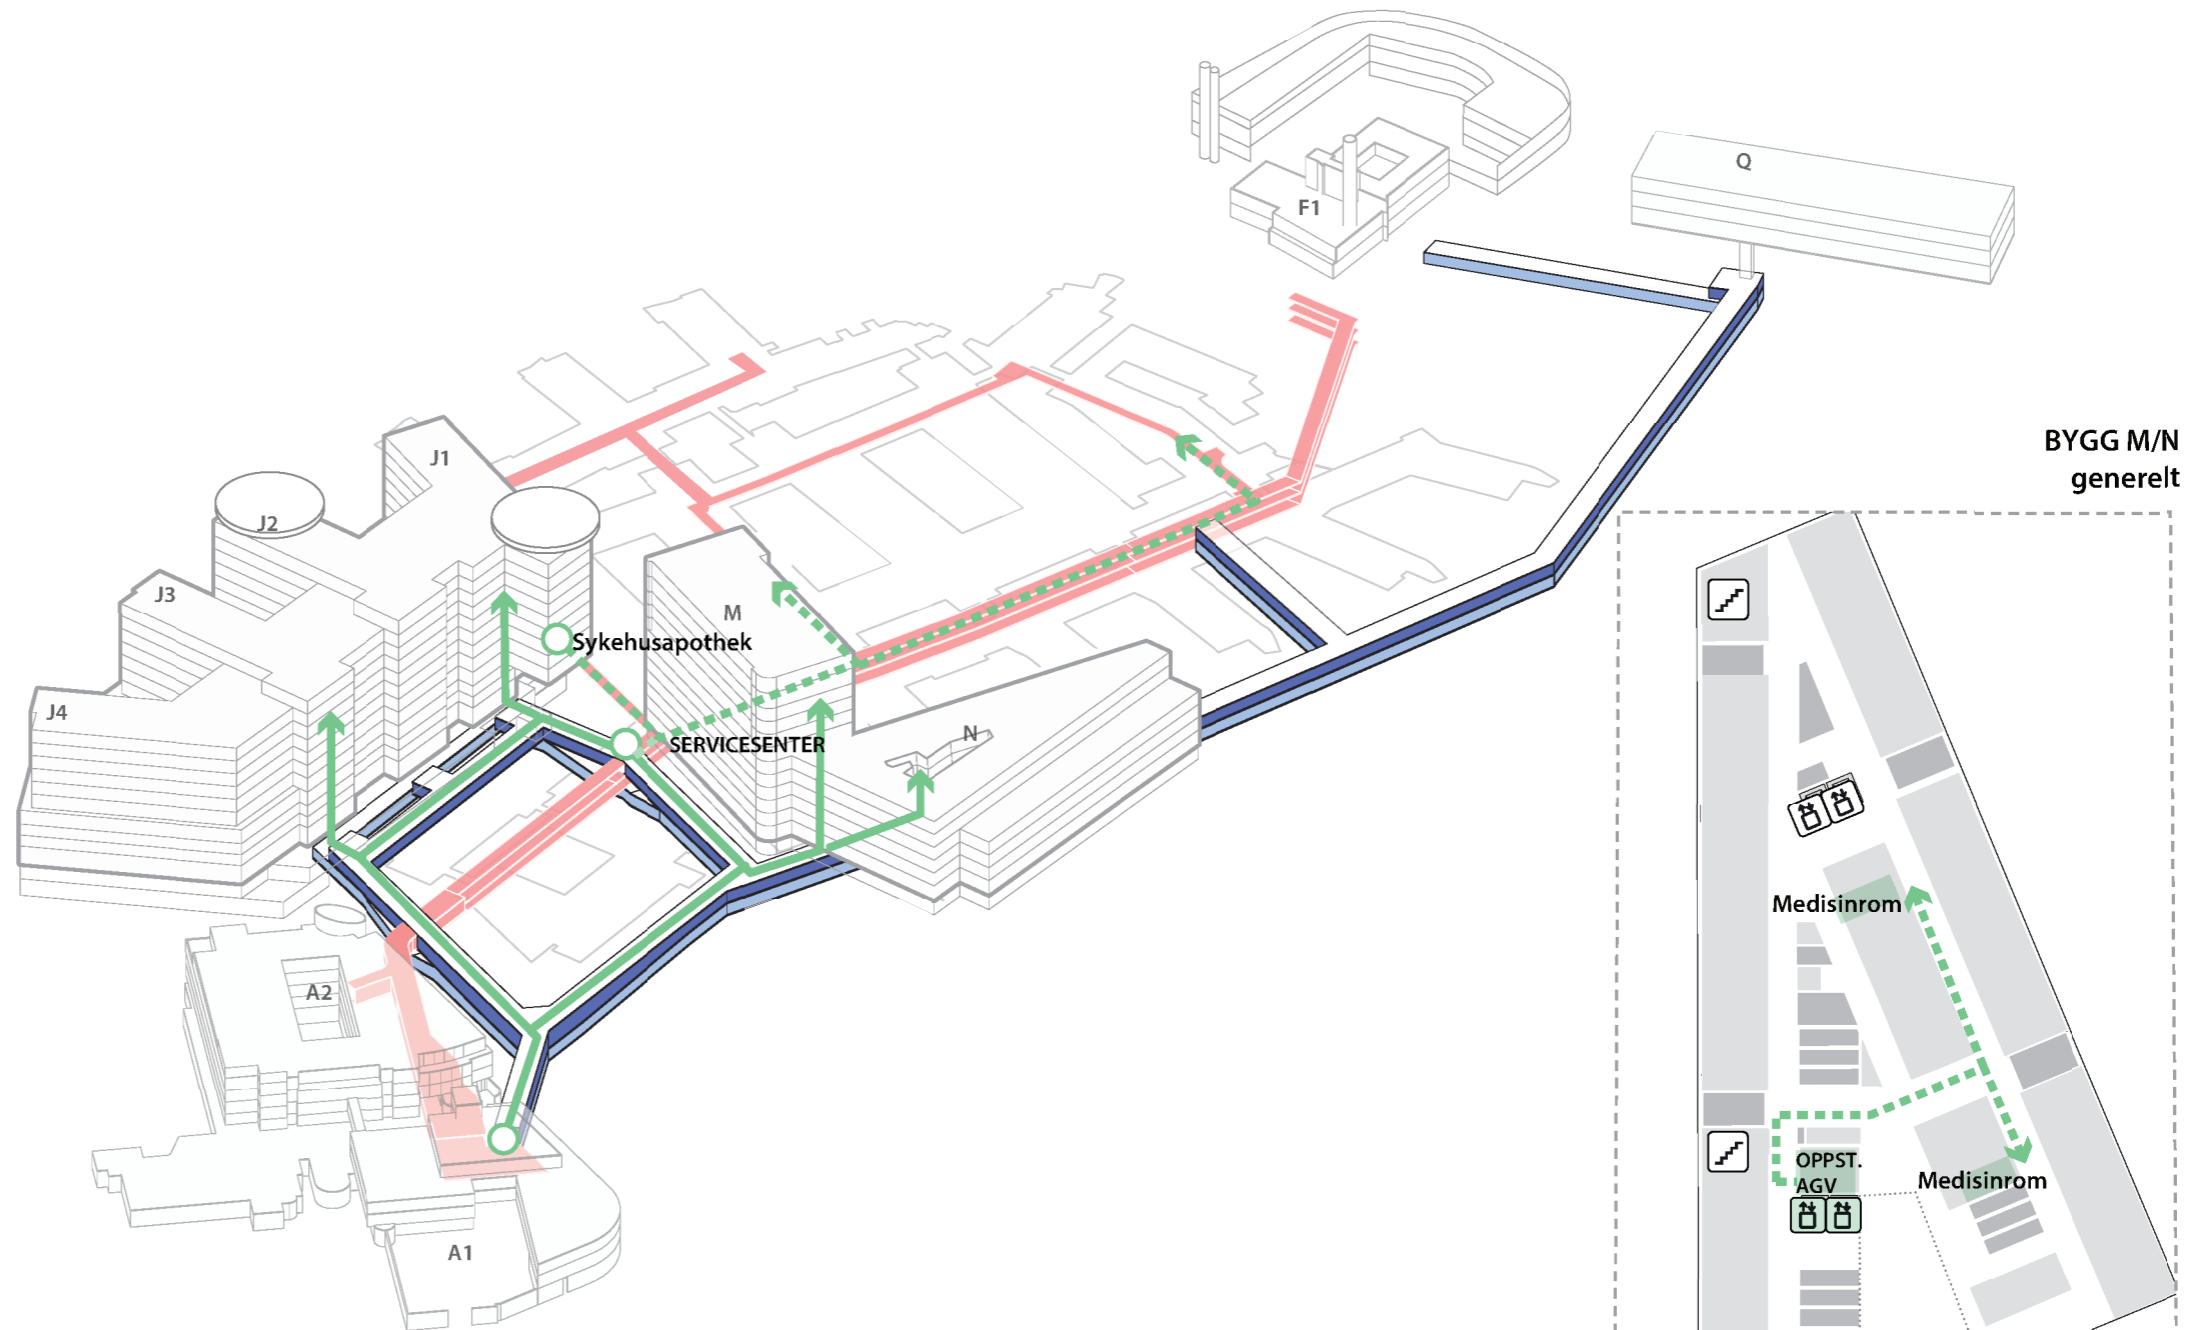 Q
F1
BYGG M/N
generelt
J1
J2
J3
M
Sykehusapothek
J4
N
SERVICESENTER
Medisinrom
A2
OPPST.
AGV
Medisinrom
A1